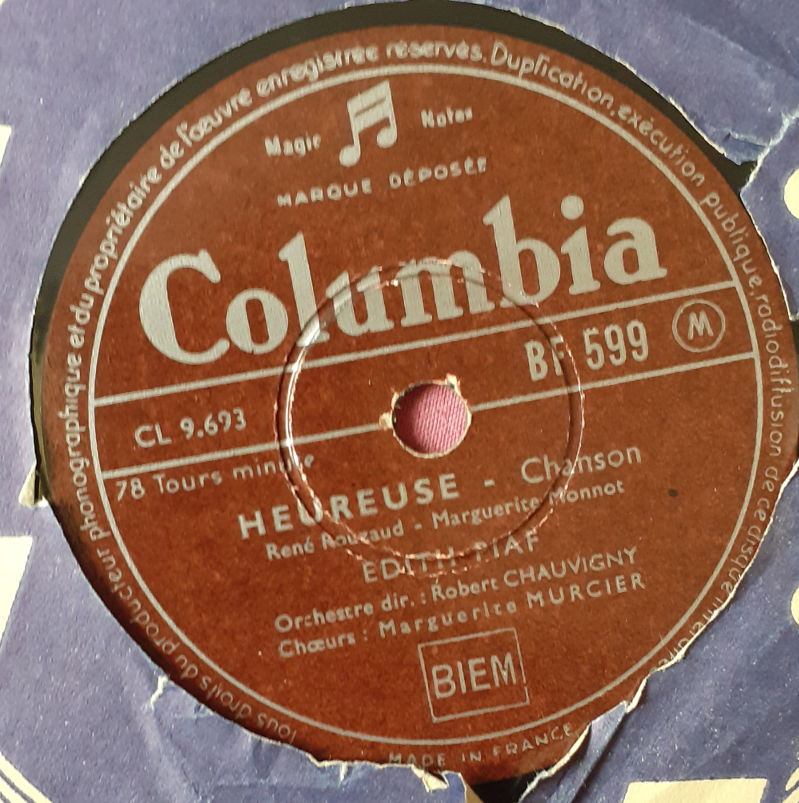 Tous droits du producteur phonographique et du propriétaire de l'œuvre enregistrée réservés. Duplication, exécution publique, radiodiffusion de ce disque
Magic Notes
MARQUE DÉPOSÉE
Columbia
CL 9.693 BF 599 M
78 Tours minute
HEUREUSE - Chanson
René Rouzaud - Marguerite Monnot
EDITH PIAF
Orchestre dir. : Robert CHAUVIGNY
Chœurs : Marguerite MURCIER
BIEM
MADE IN FRANCE